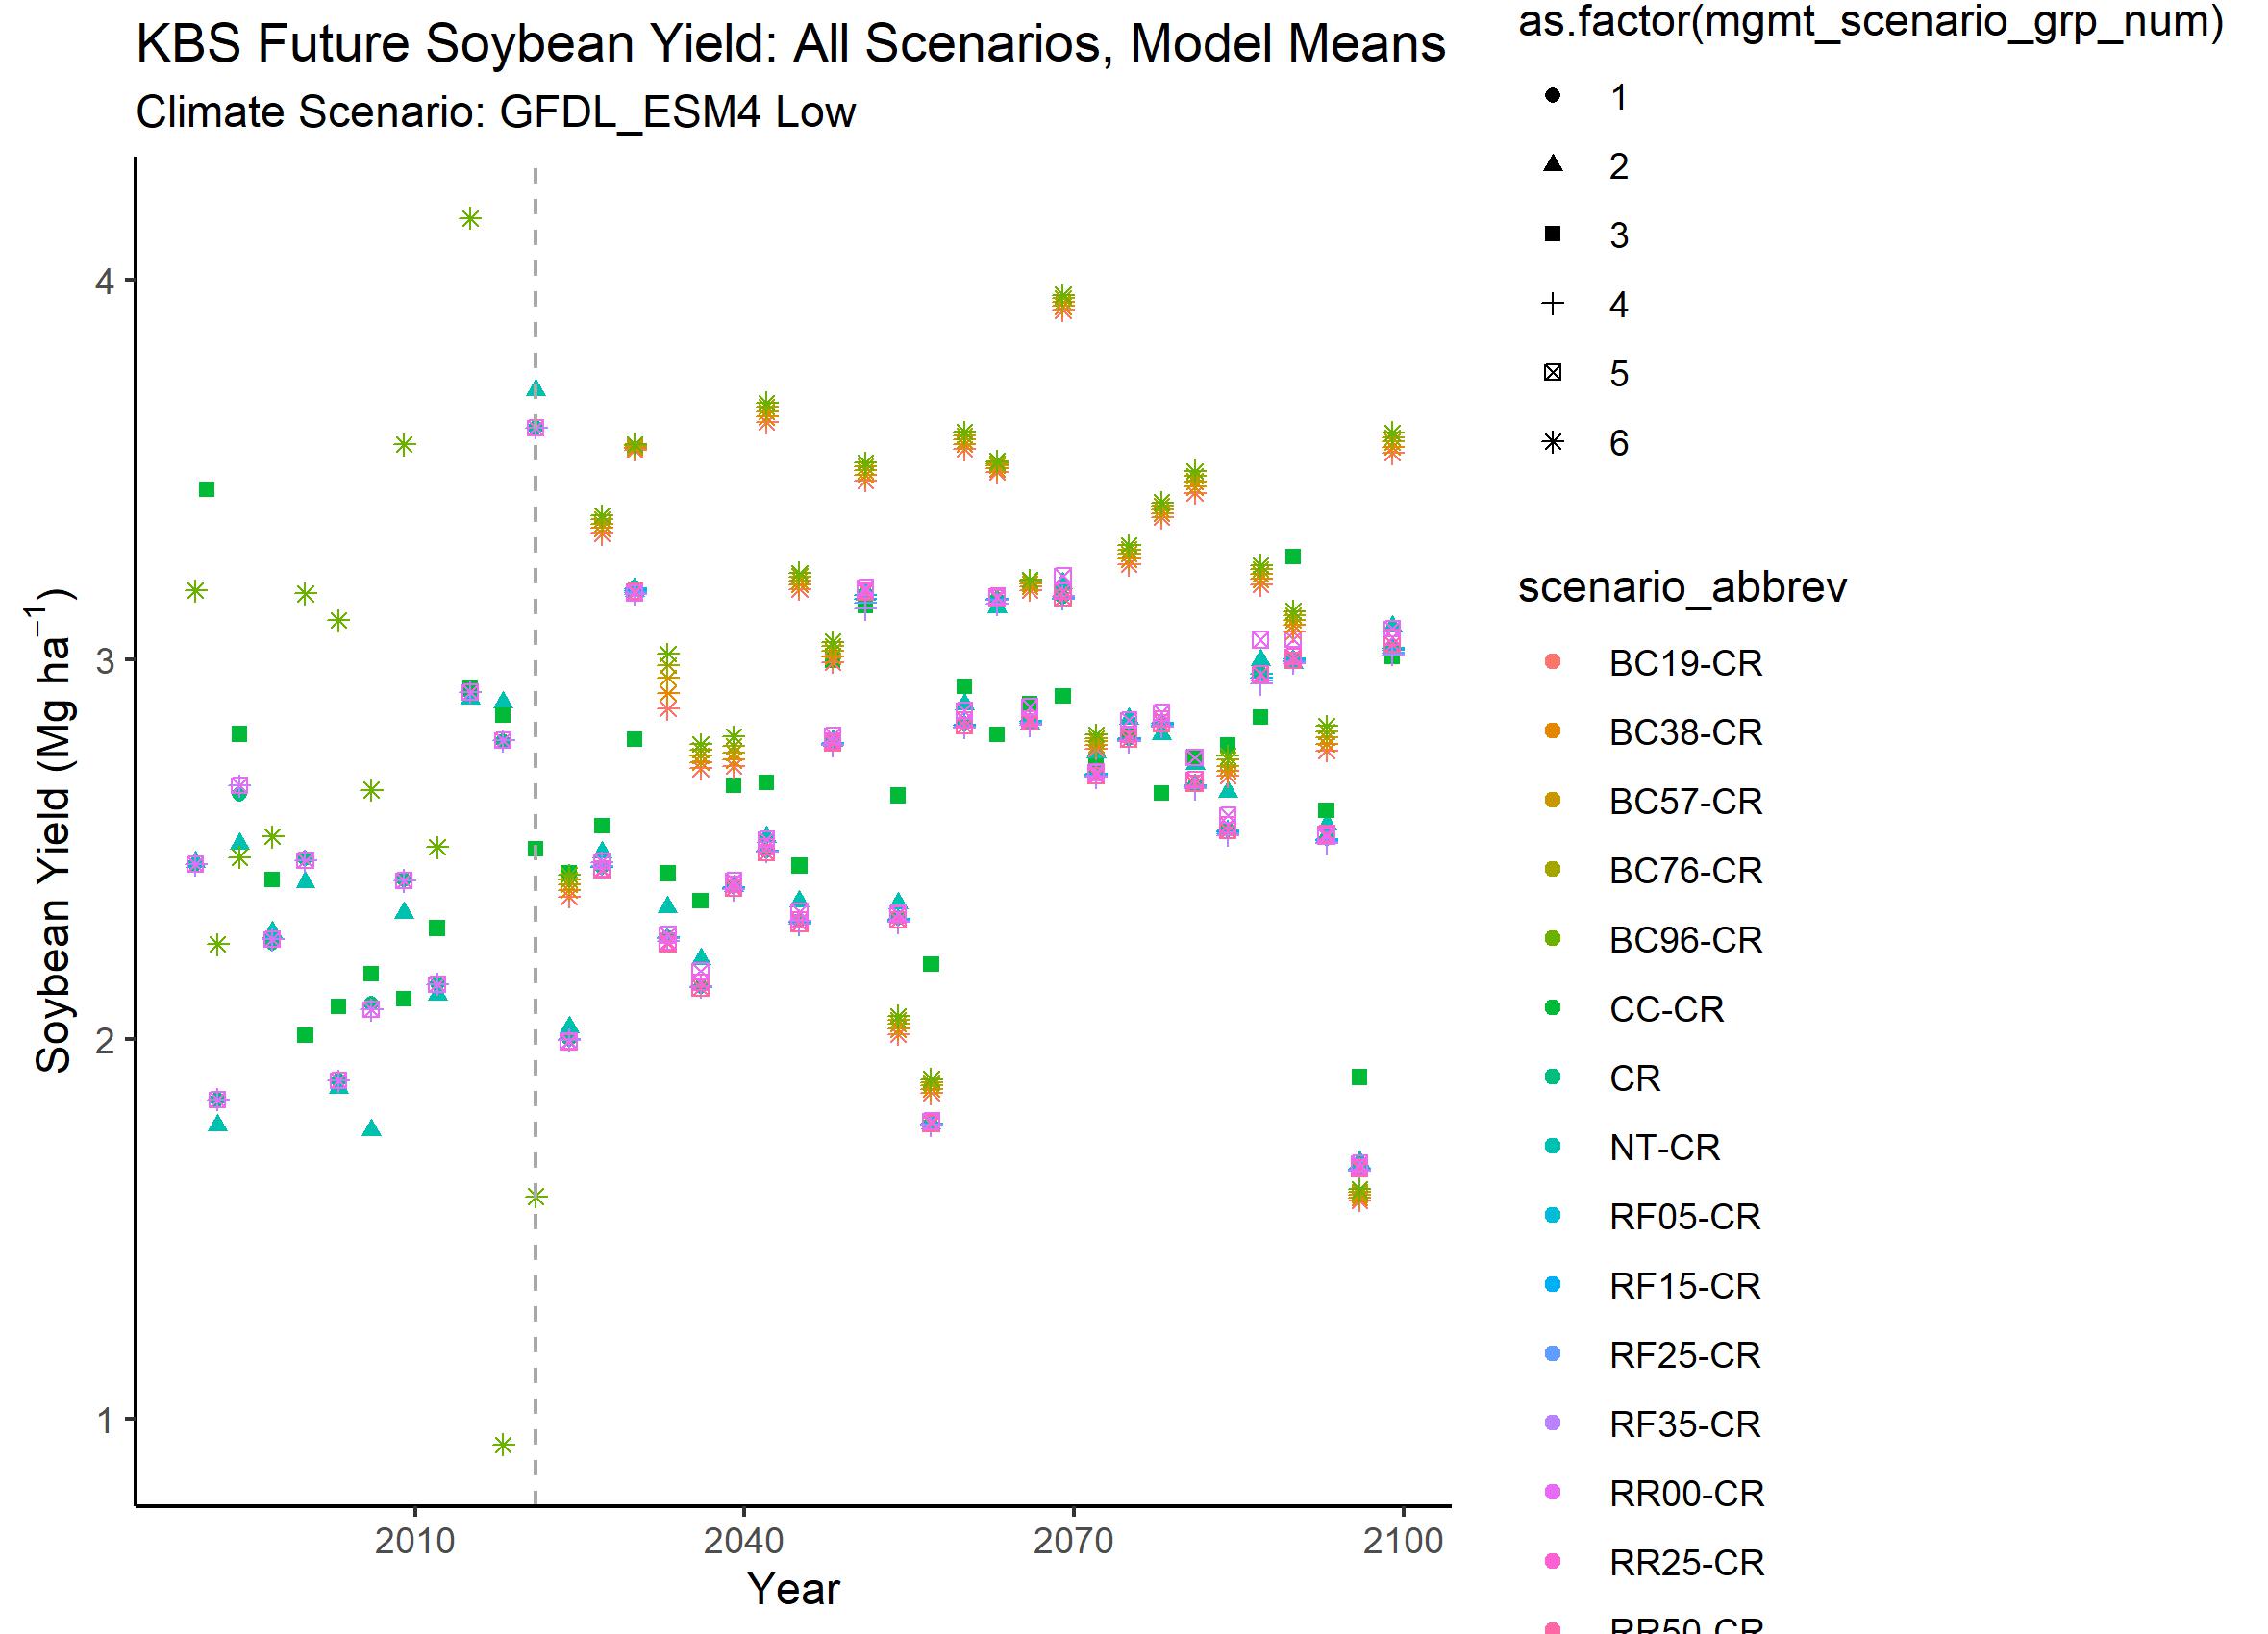 KBS Future Soybean Yield: All Scenarios, Model Means
Climate Scenario: GFDL_ESM4 Low
Soybean Yield (Mg ha⁻¹)
4
3
2
1
2010
2040
2070
2100
Year
as.factor(mgmt_scenario_grp_num)
1
2
3
4
5
6
scenario_abbrev
BC19-CR
BC38-CR
BC57-CR
BC76-CR
BC96-CR
CC-CR
CR
NT-CR
RF05-CR
RF15-CR
RF25-CR
RF35-CR
RR00-CR
RR25-CR
RR50-CR